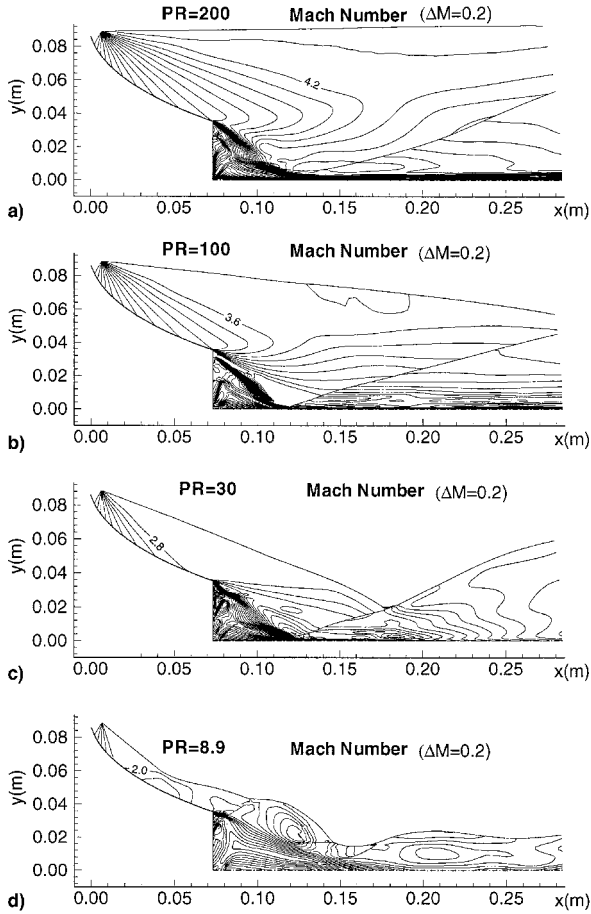 PR=200 Mach Number (ΔM=0.2)
y(m)
0.08
0.06
0.04
0.02
0.00
4.2
0.00 0.05 0.10 0.15 0.20 0.25
x(m)
a)
PR=100 Mach Number (ΔM=0.2)
y(m)
0.08
0.06
0.04
0.02
0.00
3.6
0.00 0.05 0.10 0.15 0.20 0.25
x(m)
b)
PR=30 Mach Number (ΔM=0.2)
y(m)
0.08
0.06
0.04
0.02
0.00
2.8
0.00 0.05 0.10 0.15 0.20 0.25
x(m)
c)
PR=8.9 Mach Number (ΔM=0.2)
y(m)
0.08
0.06
0.04
0.02
0.00
2.0
0.00 0.05 0.10 0.15 0.20 0.25
x(m)
d)